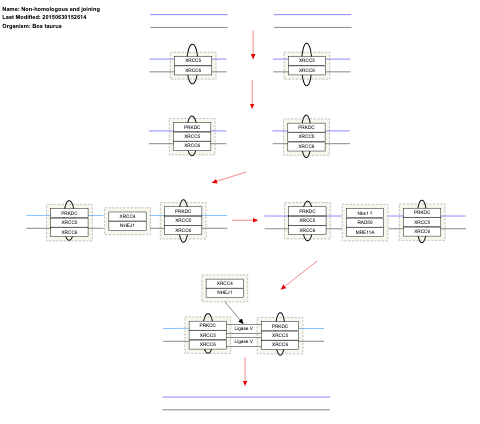 Name: Non-homologous end joining
Last Modified: 20150630152614
Organism: Bos taurus
XRCC5
XRCC6
XRCC5
XRCC6
PRKDC
XRCC5
XRCC6
PRKDC
XRCC5
XRCC6
PRKDC
XRCC5
XRCC6
XRCC4
NHEJ1
PRKDC
XRCC5
XRCC6
PRKDC
XRCC5
XRCC6
Nbs1 ?
RAD50
MRE11A
PRKDC
XRCC5
XRCC6
XRCC4
NHEJ1
PRKDC
XRCC5
XRCC6
Ligase V
Ligase V
PRKDC
XRCC5
XRCC6